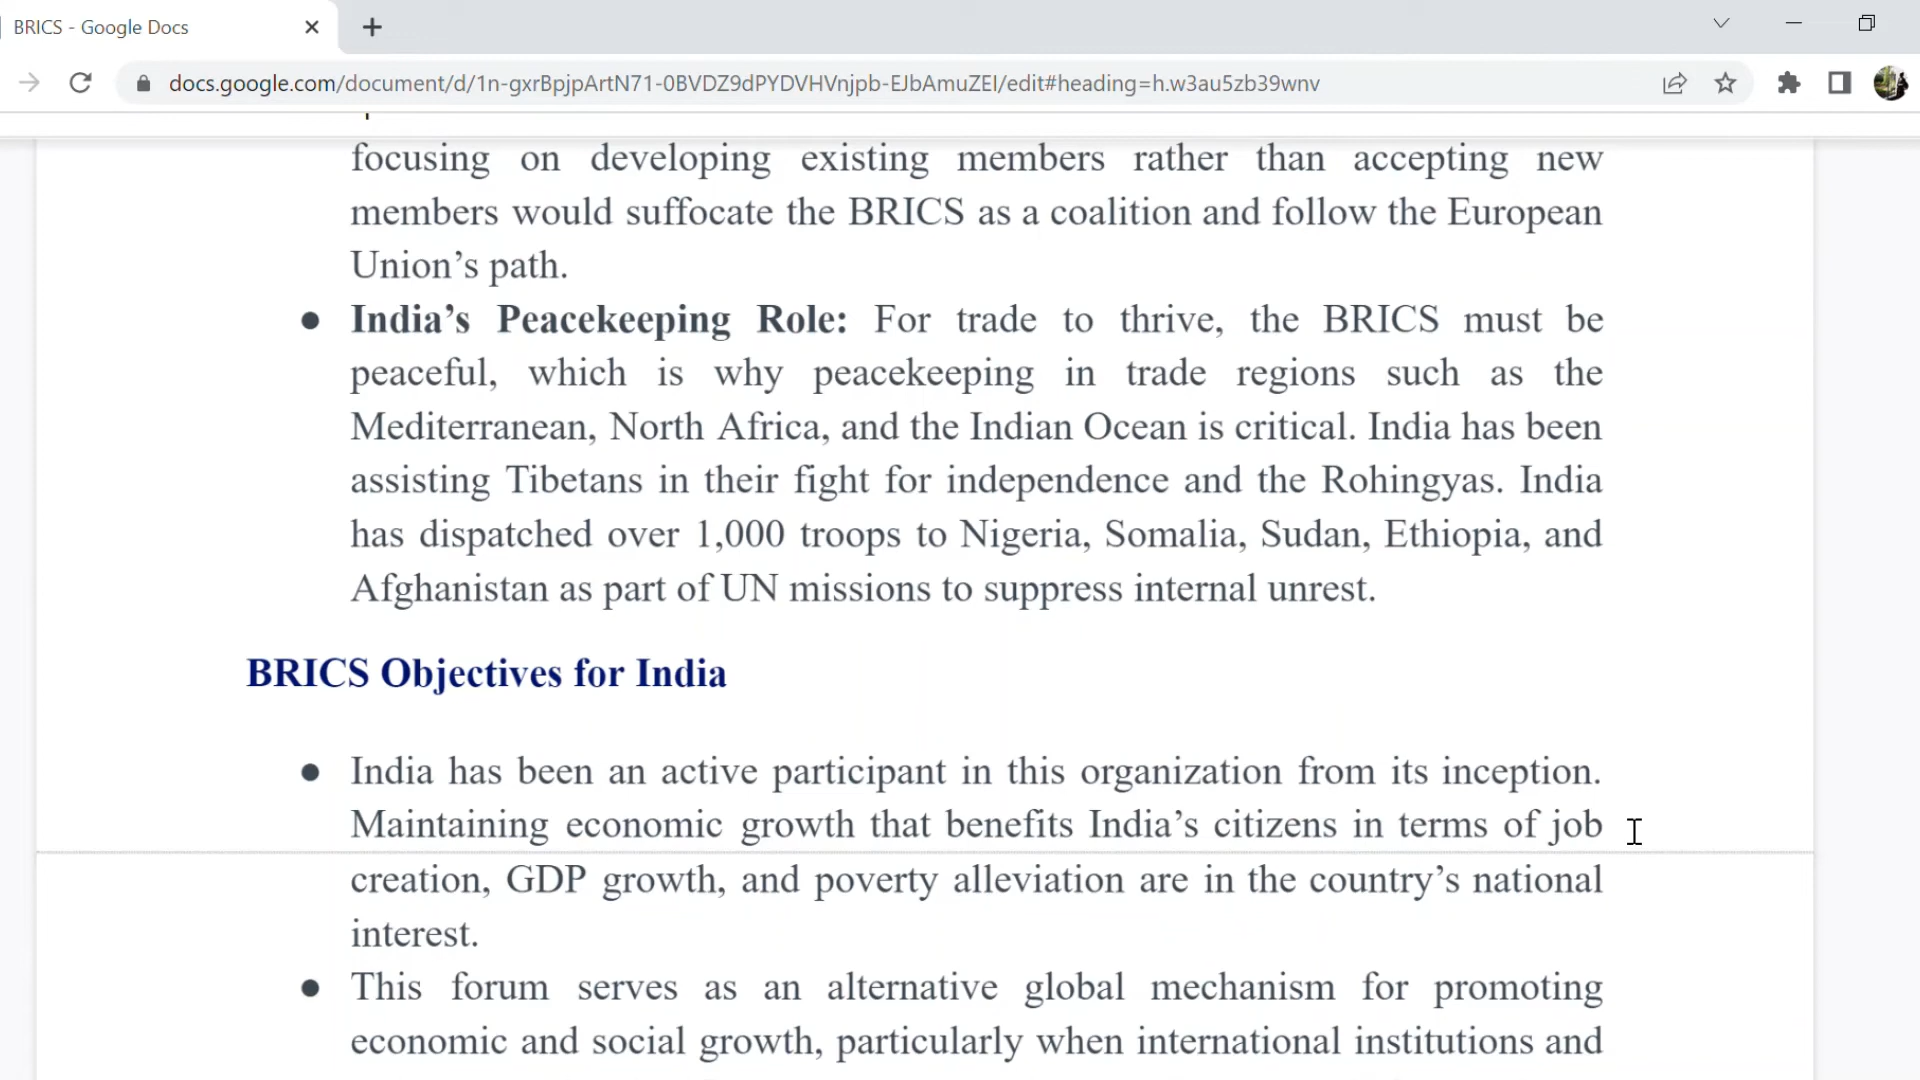 BRICS - Google Docs
docs.google.com/document/d/1n-gxrBpjpArtN71-0BVDZ9dPYDVHVnjpb-EJbAmuZEI/edit#heading=h.w3au5zb39wnv
focusing on developing existing members rather than accepting new
members would suffocate the BRICS as a coalition and follow the European
Union’s path.
● India’s Peacekeeping Role: For trade to thrive, the BRICS must be
peaceful, which is why peacekeeping in trade regions such as the
Mediterranean, North Africa, and the Indian Ocean is critical. India has been
assisting Tibetans in their fight for independence and the Rohingyas. India
has dispatched over 1,000 troops to Nigeria, Somalia, Sudan, Ethiopia, and
Afghanistan as part of UN missions to suppress internal unrest.
BRICS Objectives for India
● India has been an active participant in this organization from its inception.
Maintaining economic growth that benefits India’s citizens in terms of job
creation, GDP growth, and poverty alleviation are in the country’s national
interest.
● This forum serves as an alternative global mechanism for promoting
economic and social growth, particularly when international institutions and